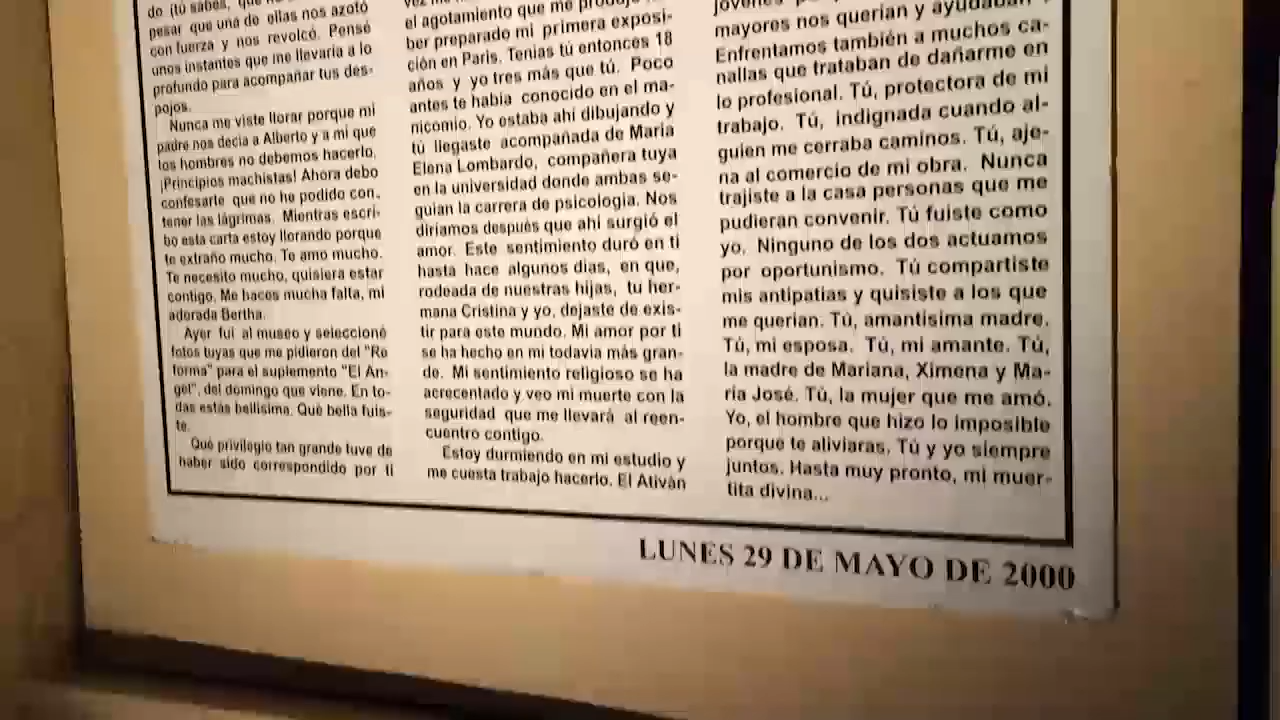 do (tú sabes, que
pesar que una de ellas nos azotó
con fuerza y nos revolcó. Pensé
unos instantes que me llevaría a lo
profundo para acompañar tus des-
pojos.
Nunca me viste llorar porque mi
padre nos decía a Alberto y a mí que
los hombres no debemos hacerlo.
¡Principios machistas! Ahora debo
confesarte que no he podido con-
tener las lágrimas. Mientras escri-
bo esta carta estoy llorando porque
te extraño mucho. Te amo mucho.
Te necesito mucho, quisiera estar
contigo. Me haces mucha falta, mi
adorada Bertha.
Ayer fui al museo y seleccioné
fotos tuyas que me pidieron del "Re
forma" para el suplemento "El An-
gel", del domingo que viene. En to-
das estás bellísima. Qué bella fuis-
te.
Qué privilegio tan grande tuve de
haber sido correspondido por ti
el agotamiento que me produjo
ber preparado mi primera exposi-
ción en París. Tenías tú entonces 18
años y yo tres más que tú. Poco
antes te había conocido en el ma-
nicomio. Yo estaba ahí dibujando y
tú llegaste acompañada de María
Elena Lombardo, compañera tuya
en la universidad donde ambas se-
guían la carrera de psicología. Nos
diríamos después que ahí surgió el
amor. Este sentimiento duró en ti
hasta hace algunos días, en que,
rodeada de nuestras hijas, tu her-
mana Cristina y yo, dejaste de exis-
tir para este mundo. Mi amor por ti
se ha hecho en mí todavía más gran-
de. Mi sentimiento religioso se ha
acrecentado y veo mi muerte con la
seguridad que me llevará al reen-
cuentro contigo.
Estoy durmiendo en mi estudio y
me cuesta trabajo hacerlo. El Ativán
mayores nos querían y ayudaban
Enfrentamos también a muchos ca-
nallas que trataban de dañarme en
lo profesional. Tú, protectora de mi
trabajo. Tú, indignada cuando al-
guien me cerraba caminos. Tú, aje-
na al comercio de mi obra. Nunca
trajiste a la casa personas que me
pudieran convenir. Tú fuiste como
yo. Ninguno de los dos actuamos
por oportunismo. Tú compartiste
mis antipatías y quisiste a los que
me querían. Tú, amantísima madre.
Tú, mi esposa. Tú, mi amante. Tú,
la madre de Mariana, Ximena y Ma-
ría José. Tú, la mujer que me amó.
Yo, el hombre que hizo lo imposible
porque te aliviaras. Tú y yo siempre
juntos. Hasta muy pronto, mi muer-
tita divina...
LUNES 29 DE MAYO DE 2000